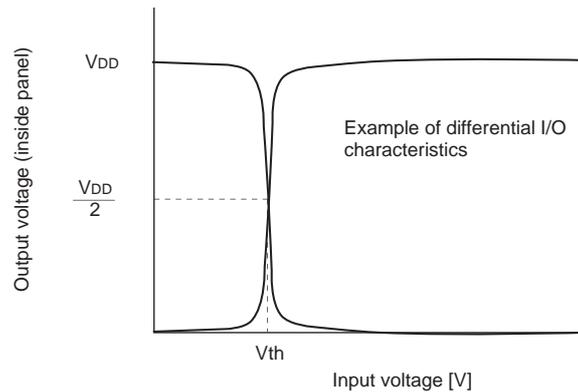 Output voltage (inside panel)
VDD
VDD
2
Example of differential I/O
characteristics
Vth
Input voltage [V]